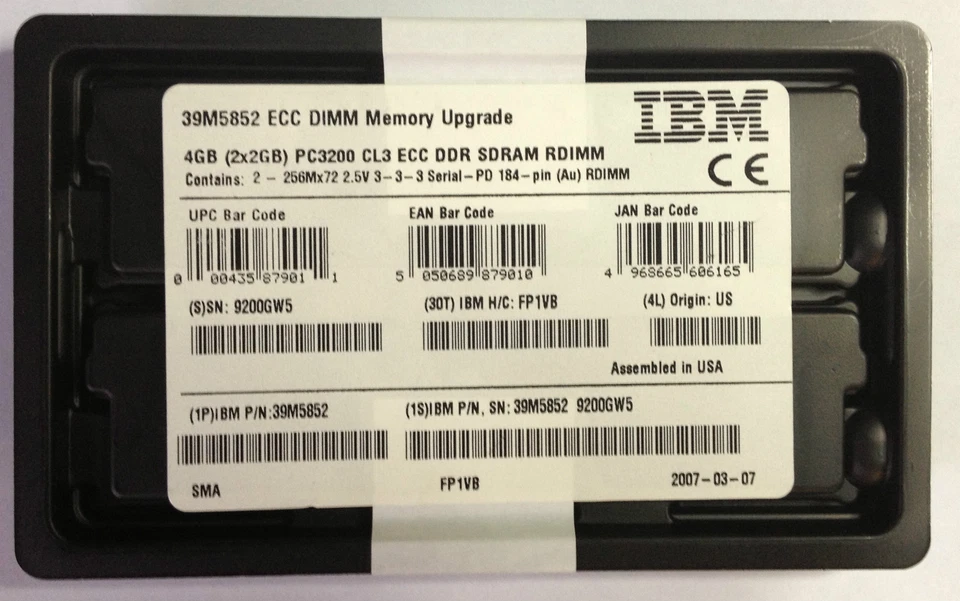 39M5852 ECC DIMM Memory Upgrade
IBM
4GB (2x2GB) PC3200 CL3 ECC DDR SDRAM RDIMM
Contains: 2 - 256Mx72 2.5V 3-3-3 Serial-PD 184-pin (Au) RDIMM
CE
UPC Bar Code EAN Bar Code JAN Bar Code
0 00435 87901 1 5 050689 879010 4 968665 606165
(S)SN: 9200GW5 (30T) IBM H/C: FP1VB (4L) Origin: US
Assembled in USA
(1P)IBM P/N:39M5852 (1S)IBM P/N, SN: 39M5852 9200GW5
SMA FP1VB 2007-03-07